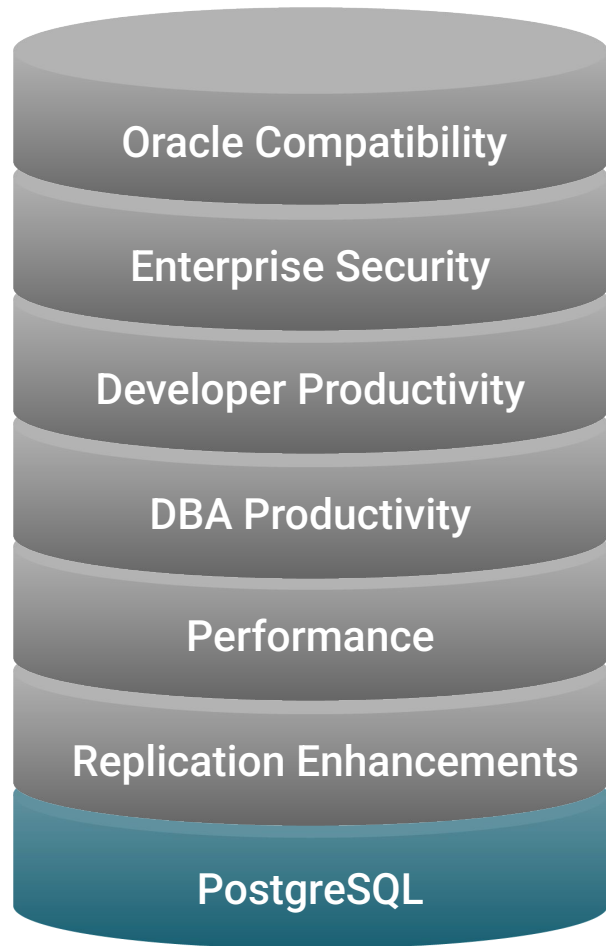 Oracle Compatibility
Enterprise Security
Developer Productivity
DBA Productivity
Performance
Replication Enhancements
PostgreSQL